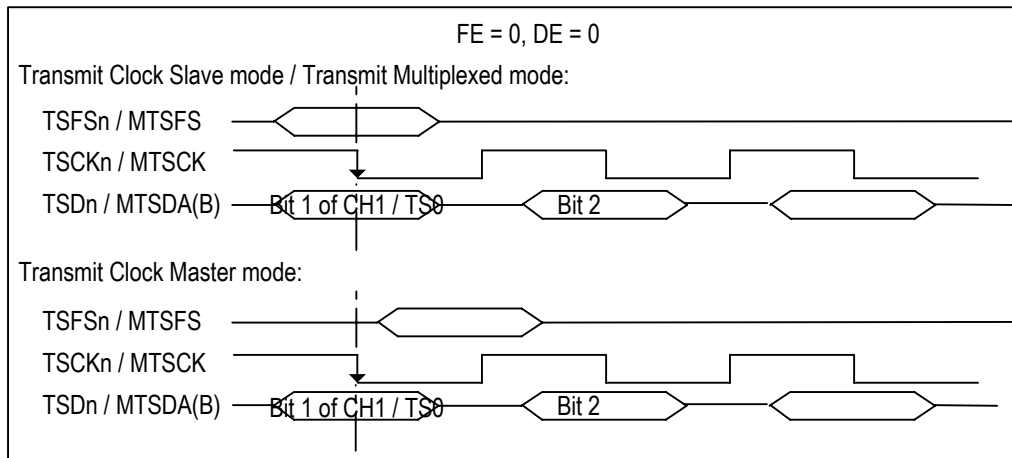 FE = 0, DE = 0
Transmit Clock Slave mode / Transmit Multiplexed mode:
TSFSn / MTSFS
TSCKn / MTSCK
TSDn / MTSDA(B) Bit 1 of CH1 / TS0 Bit 2
Transmit Clock Master mode:
TSFSn / MTSFS
TSCKn / MTSCK
TSDn / MTSDA(B) Bit 1 of CH1 / TS0 Bit 2